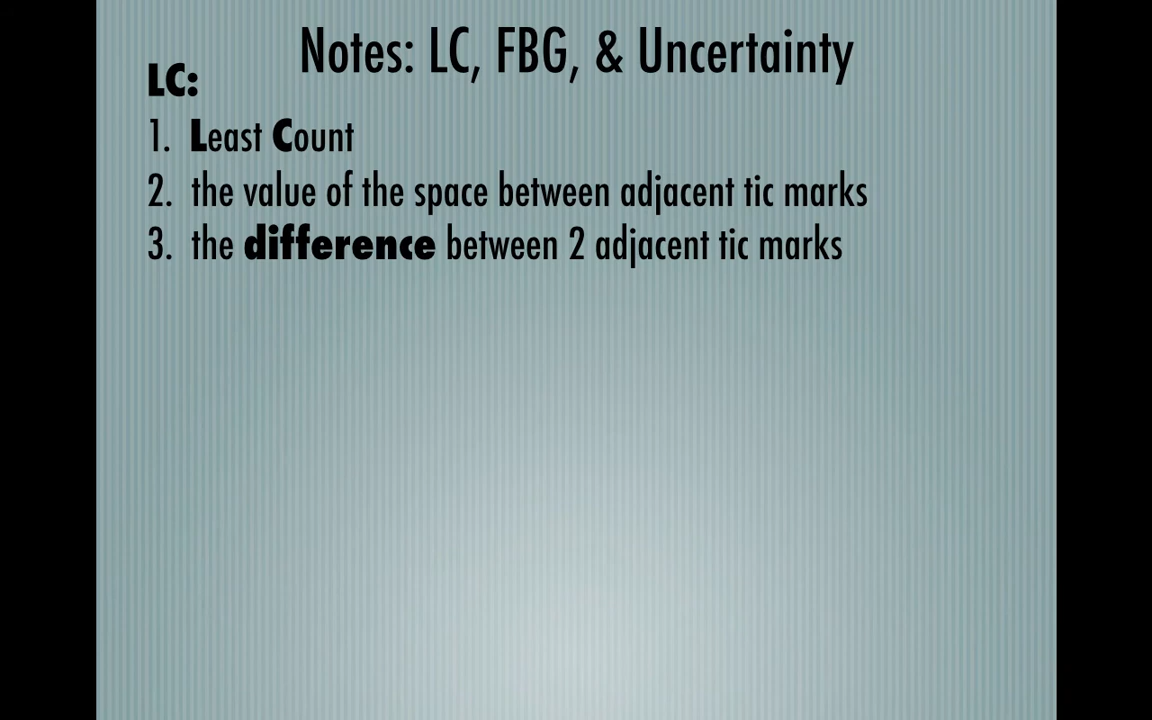 Notes: LC, FBG, & Uncertainty
LC:
1. Least Count
2. the value of the space between adjacent tic marks
3. the difference between 2 adjacent tic marks